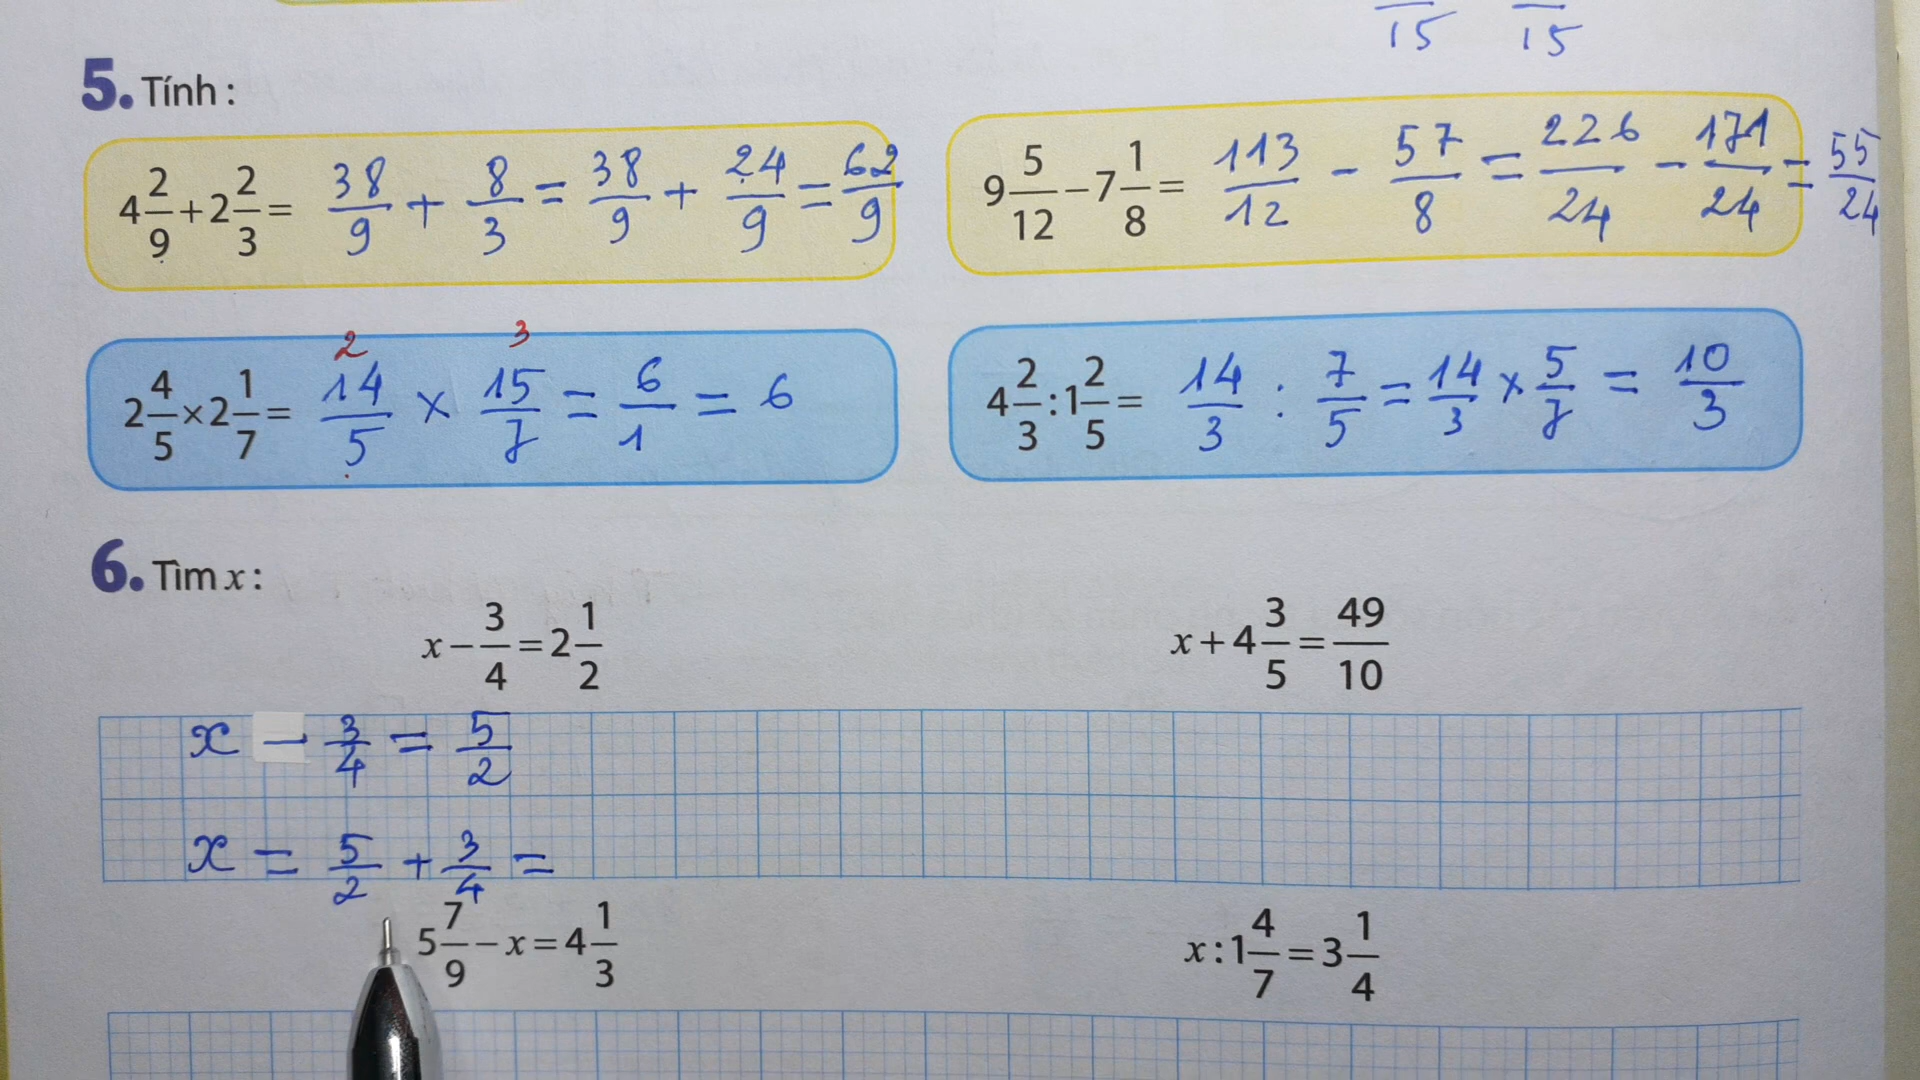 15 15
5. Tính :
4 2/9 + 2 2/3 = 38/9 + 8/3 = 38/9 + 24/9 = 62/9
9 5/12 − 7 1/8 = 113/12 - 57/8 = 226/24 - 171/24 = 55/24
2 4/5 × 2 1/7 = 14/5 × 15/7 = 6/1 = 6
2 3
4 2/3 : 1 2/5 = 14/3 : 7/5 = 14/3 × 5/7 = 10/3
6. Tìm x :
x − 3/4 = 2 1/2
x + 4 3/5 = 49/10
x - 3/4 = 5/2
x = 5/2 + 3/4 =
5 7/9 − x = 4 1/3
x : 1 4/7 = 3 1/4